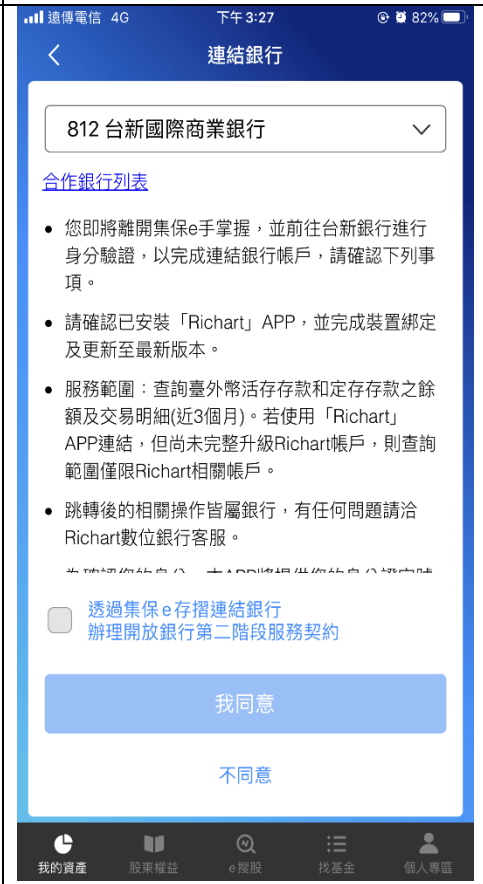 遠傳電信 4G 下午3:27 82%
連結銀行
812 台新國際商業銀行
合作銀行列表
• 您即將離開集保e手掌握，並前往台新銀行進行
身分驗證，以完成連結銀行帳戶，請確認下列事
項。
• 請確認已安裝「Richart」APP，並完成裝置綁定
及更新至最新版本。
• 服務範圍：查詢臺外幣活存存款和定存存款之餘
額及交易明細(近3個月)。若使用「Richart」
APP連結，但尚未完整升級Richart帳戶，則查詢
範圍僅限Richart相關帳戶。
• 跳轉後的相關操作皆屬銀行，有任何問題請洽
Richart數位銀行客服。
透過集保e存摺連結銀行
辦理開放銀行第二階段服務契約
我同意
不同意
我的資產 股東權益 e搜股 找基金 個人專區